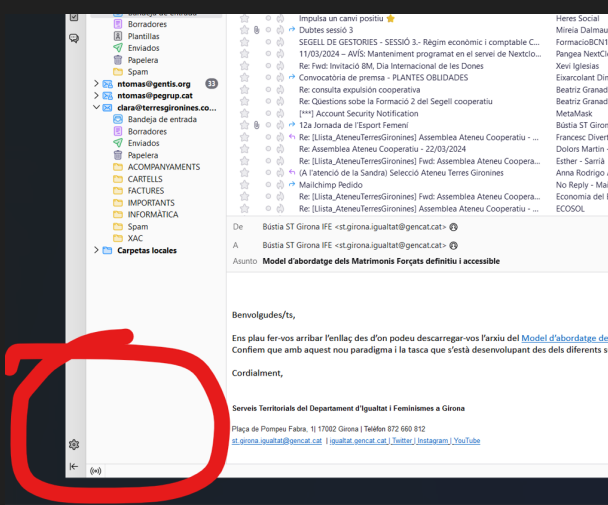 Borradores
Plantillas
Enviados
Papelera
Spam
ntomas@gentis.org 33
ntomas@pegrup.cat
clara@terresgironines.co...
Bandeja de entrada
Borradores
Enviados
Papelera
ACOMPANYAMENTS
CARTELLS
FACTURES
IMPORTANTS
INFORMÀTICA
Spam
XAC
Carpetas locales
Impulsa un canvi positiu ⭐ Heres Social
Dubtes sessió 3 Mireia Dalmau
SEGELL DE GESTORIES - SESSIÓ 3.- Règim econòmic i comptable C... FormacioBCN1
11/03/2024 – AVÍS: Manteniment programat en el servei de Nextclo... Pangea NextCl
Re: Fwd: Invitació 8M, Dia Internacional de les Dones Xevi Iglesias
Convocatòria de premsa - PLANTES OBLIDADES Eixarcolant Din
Re: consulta expulsión cooperativa Beatriz Granad
Re: Qüestions sobe la Formació 2 del Segell cooperatiu Beatriz Granad
[***] Account Security Notification MetaMask
12a Jornada de l'Esport Femení Bústia ST Giron
Re: [Llista_AteneuTerresGironines] Assemblea Ateneu Cooperatiu - ... Francesc Divert
Re: Assemblea Ateneu Cooperatiu - 22/03/2024 Dolors Martin -
Re: [Llista_AteneuTerresGironines] Fwd: Assemblea Ateneu Coopera... Esther - Sarrià
(A l'atenció de la Sandra) Selecció Ateneu Terres Gironines Anna Rodrigo
Mailchimp Pedido No Reply - Mai
Re: [Llista_AteneuTerresGironines] Fwd: Assemblea Ateneu Coopera... Economia del
Re: [Llista_AteneuTerresGironines] Assemblea Ateneu Cooperatiu - ... ECOSOL
De Bústia ST Girona IFE <st.girona.igualtat@gencat.cat>
A Bústia ST Girona IFE <st.girona.igualtat@gencat.cat>
Asunto Model d'abordatge dels Matrimonis Forçats definitiu i accessible
Benvolgudes/ts,
Ens plau fer-vos arribar l'enllaç des d'on podeu descarregar-vos l'arxiu del Model d'abordatge de
Confiem que amb aquest nou paradigma i la tasca que s'està desenvolupant des dels diferents s
Cordialment,
Serveis Territorials del Departament d'Igualtat i Feminismes a Girona
Plaça de Pompeu Fabra, 1| 17002 Girona | Telèfon 872 660 812
st.girona.igualtat@gencat.cat | igualtat.gencat.cat | Twitter | Instagram | YouTube